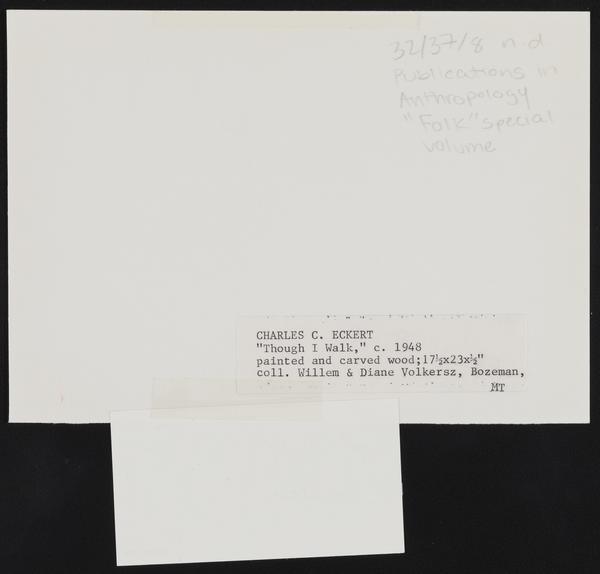 32/37/8 n.d
Publications in
Anthropology
"Folk" special
volume
CHARLES C. ECKERT
"Though I Walk," c. 1948
painted and carved wood;17½x23x½"
coll. Willem & Diane Volkersz, Bozeman,
MT